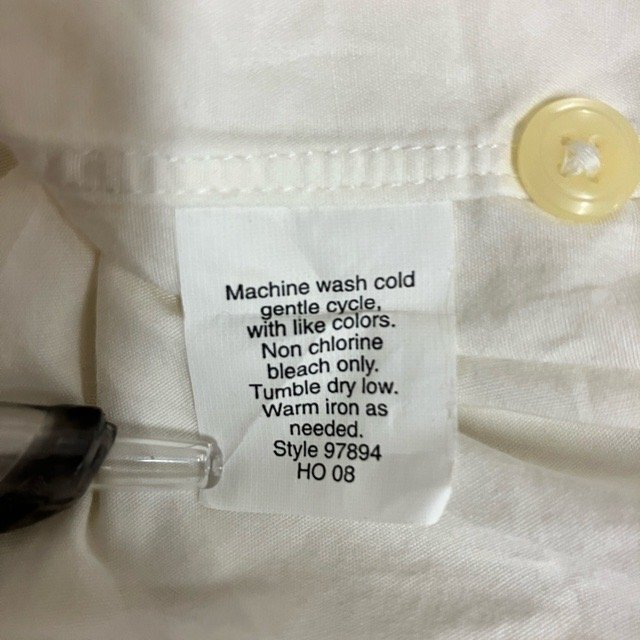 Machine wash cold
gentle cycle,
with like colors.
Non chlorine
bleach only.
Tumble dry low.
Warm iron as
needed.
Style 97894
HO 08